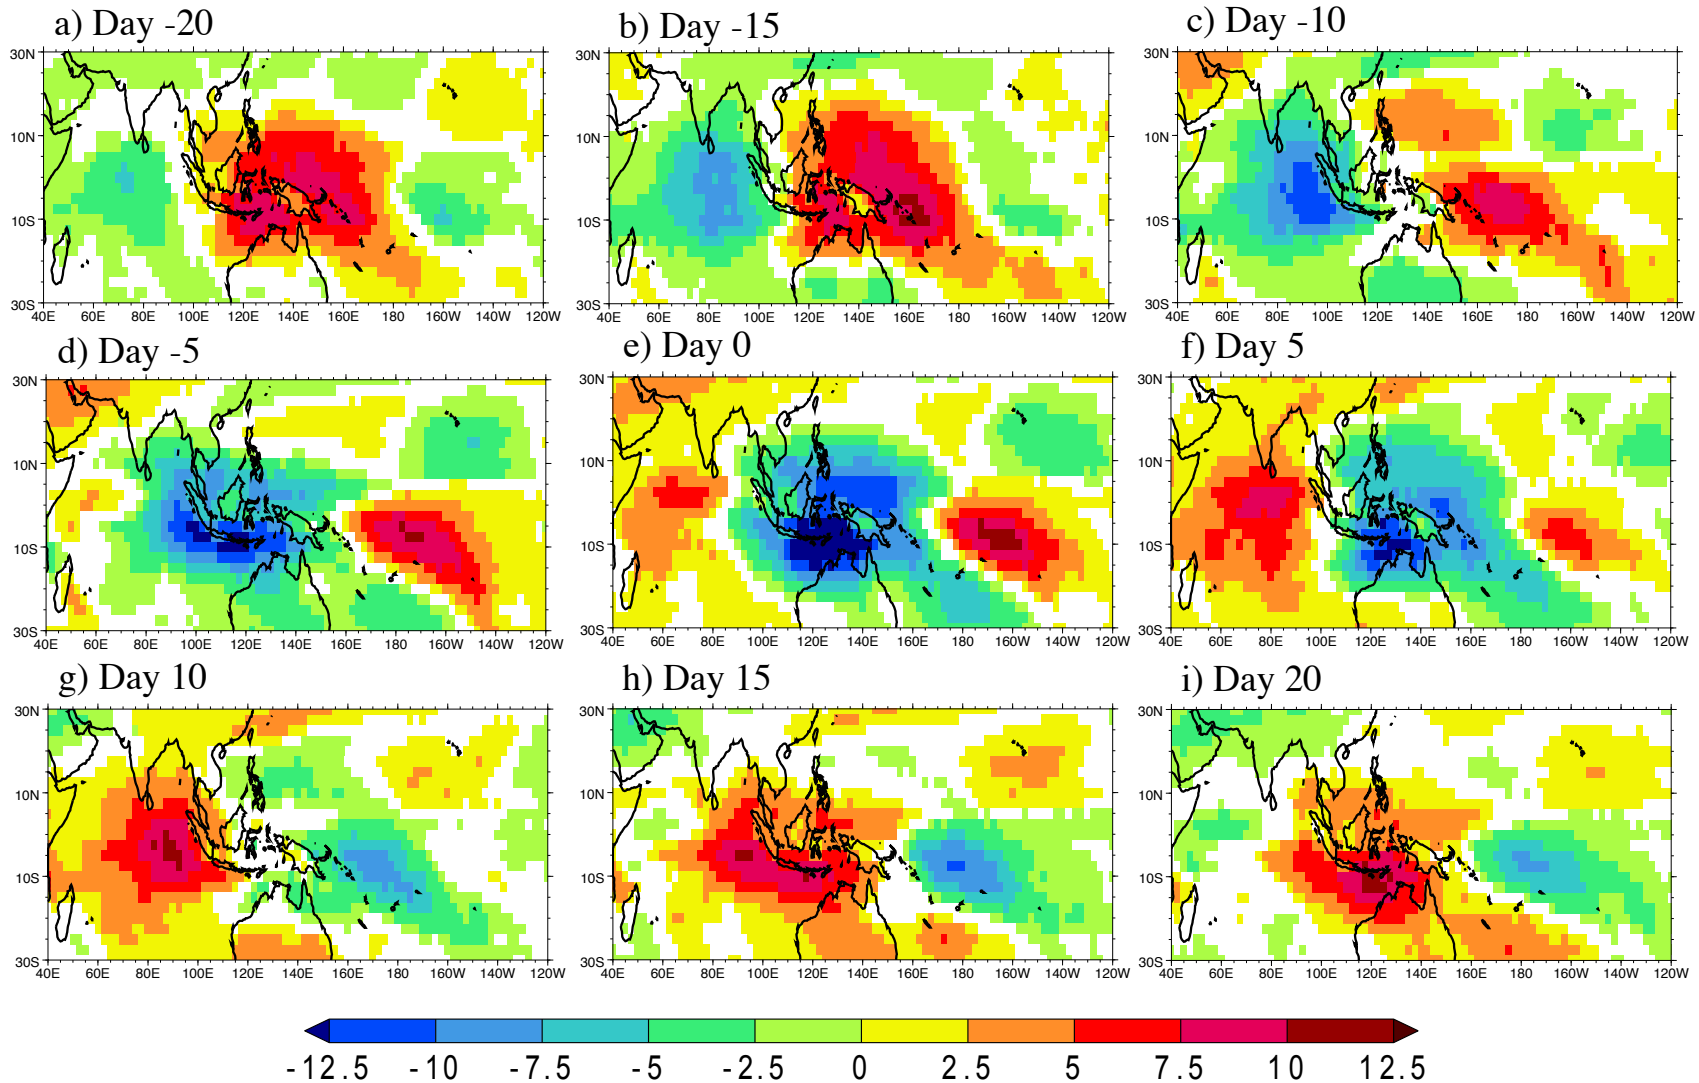 a) Day -20
b) Day -15
c) Day -10
30N
10N
10S
30S
40E 60E 80E 100E 120E 140E 160E 180 160W 140W 120W
30N
10N
10S
30S
40E 60E 80E 100E 120E 140E 160E 180 160W 140W 120W
30N
10N
10S
30S
40E 60E 80E 100E 120E 140E 160E 180 160W 140W 120W
d) Day -5
e) Day 0
f) Day 5
30N
10N
10S
30S
40E 60E 80E 100E 120E 140E 160E 180 160W 140W 120W
30N
10N
10S
30S
40E 60E 80E 100E 120E 140E 160E 180 160W 140W 120W
30N
10N
10S
30S
40E 60E 80E 100E 120E 140E 160E 180 160W 140W 120W
g) Day 10
h) Day 15
i) Day 20
30N
10N
10S
30S
40E 60E 80E 100E 120E 140E 160E 180 160W 140W 120W
30N
10N
10S
30S
40E 60E 80E 100E 120E 140E 160E 180 160W 140W 120W
30N
10N
10S
30S
40E 60E 80E 100E 120E 140E 160E 180 160W 140W 120W
-12.5 -10 -7.5 -5 -2.5 0 2.5 5 7.5 10 12.5